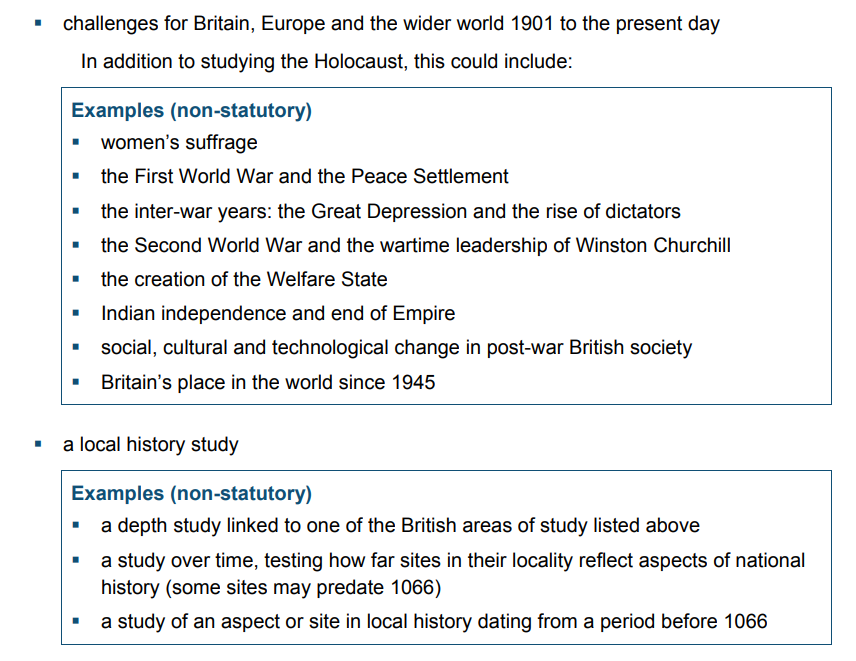 ▪ challenges for Britain, Europe and the wider world 1901 to the present day
In addition to studying the Holocaust, this could include:
Examples (non-statutory)
▪ women’s suffrage
▪ the First World War and the Peace Settlement
▪ the inter-war years: the Great Depression and the rise of dictators
▪ the Second World War and the wartime leadership of Winston Churchill
▪ the creation of the Welfare State
▪ Indian independence and end of Empire
▪ social, cultural and technological change in post-war British society
▪ Britain’s place in the world since 1945
▪ a local history study
Examples (non-statutory)
▪ a depth study linked to one of the British areas of study listed above
▪ a study over time, testing how far sites in their locality reflect aspects of national
history (some sites may predate 1066)
▪ a study of an aspect or site in local history dating from a period before 1066